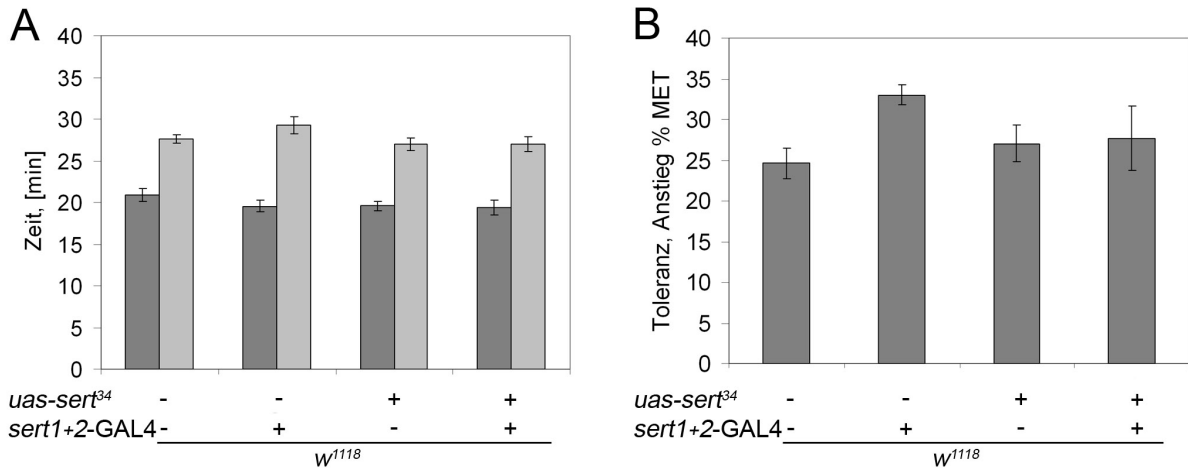 A
Zeit, [min]
40
35
30
25
20
15
10
5
0
uas-sert³⁴ - - + +
sert1+2-GAL4 - + - +
w¹¹¹⁸
B
Toleranz, Anstieg % MET
40
35
30
25
20
15
10
5
0
uas-sert³⁴ - - + +
sert1+2-GAL4 - + - +
w¹¹¹⁸